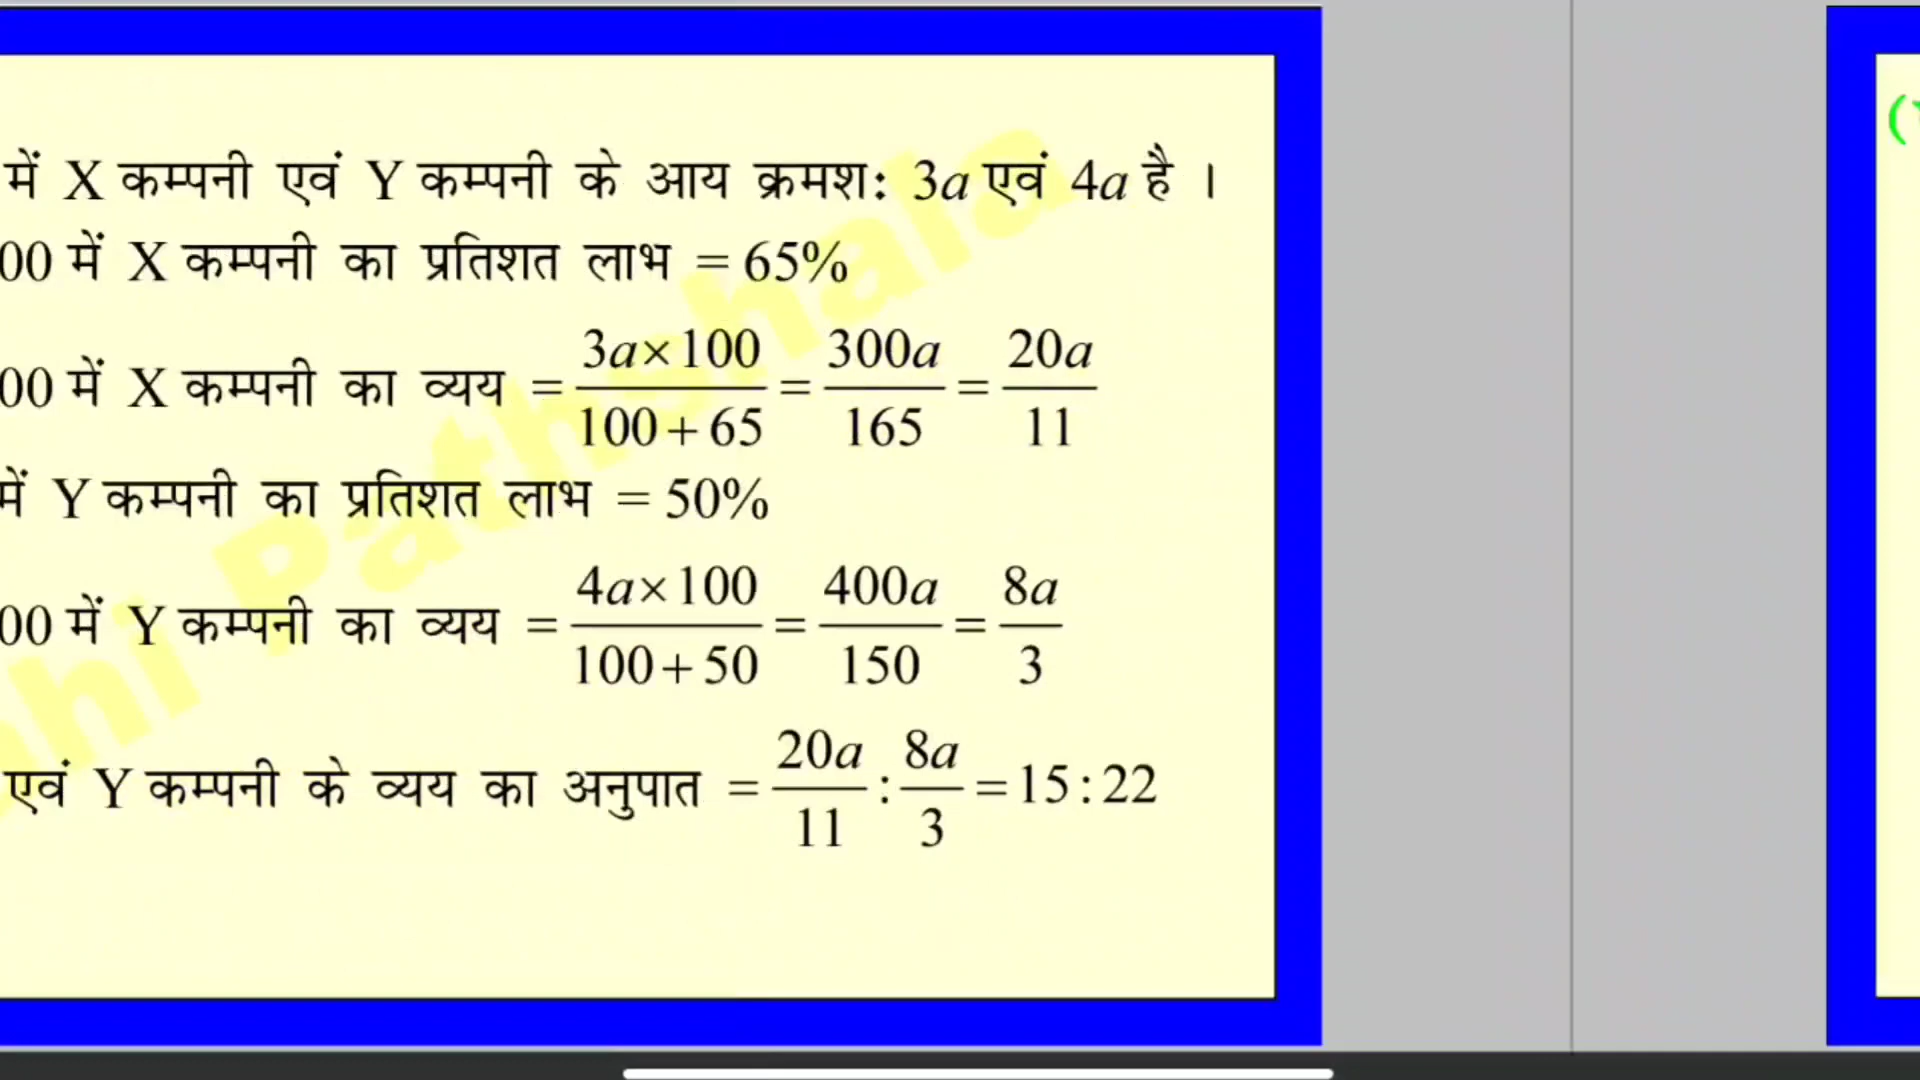 में X कम्पनी एवं Y कम्पनी के आय क्रमश: 3a एवं 4a है ।
00 में X कम्पनी का प्रतिशत लाभ = 65%
00 में X कम्पनी का व्यय = 3a×100/100+65 = 300a/165 = 20a/11
में Y कम्पनी का प्रतिशत लाभ = 50%
00 में Y कम्पनी का व्यय = 4a×100/100+50 = 400a/150 = 8a/3
एवं Y कम्पनी के व्यय का अनुपात = 20a/11 : 8a/3 = 15 : 22
hi Pathshala